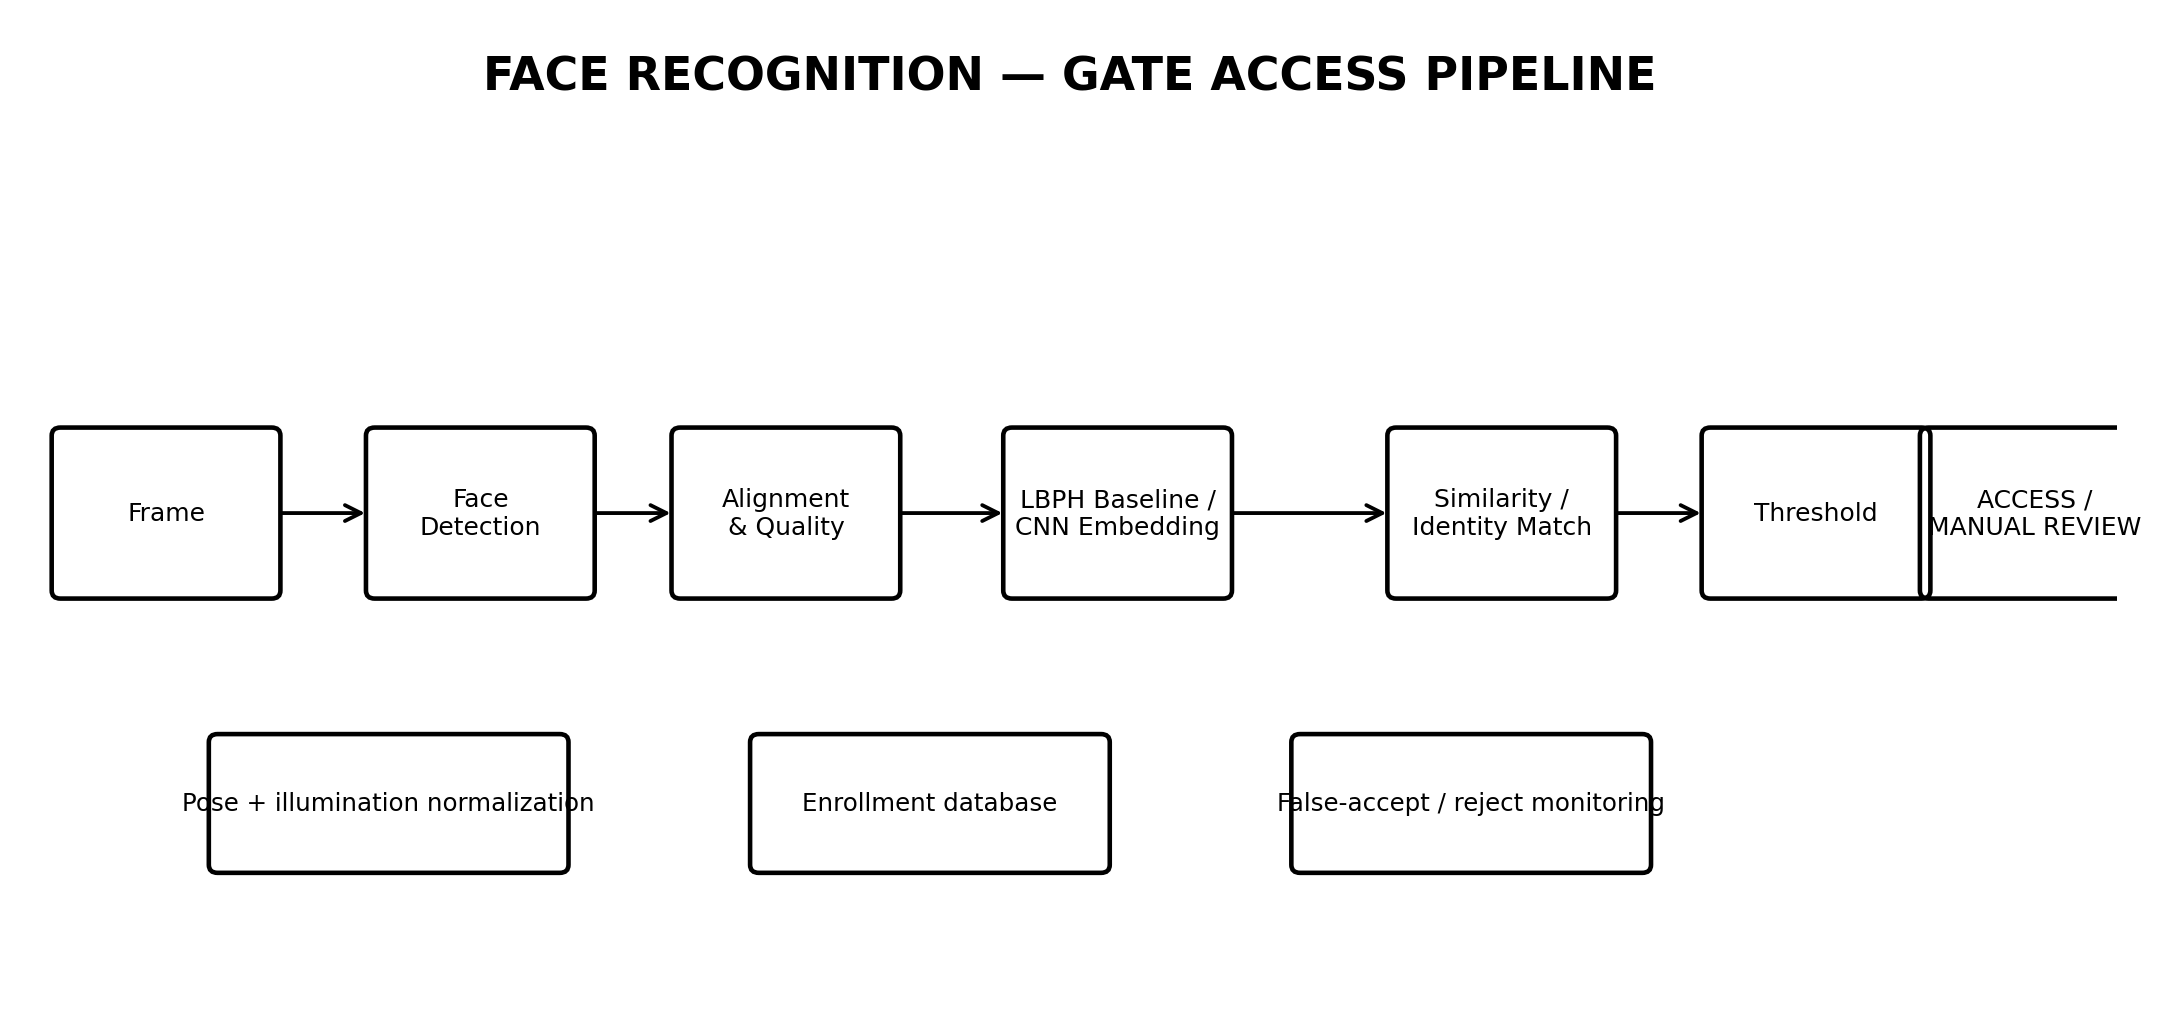 FACE RECOGNITION — GATE ACCESS PIPELINE
Frame
Face
Detection
Alignment
& Quality
LBPH Baseline /
CNN Embedding
Similarity /
Identity Match
Threshold
ACCESS /
MANUAL REVIEW
Pose + illumination normalization
Enrollment database
False-accept / reject monitoring